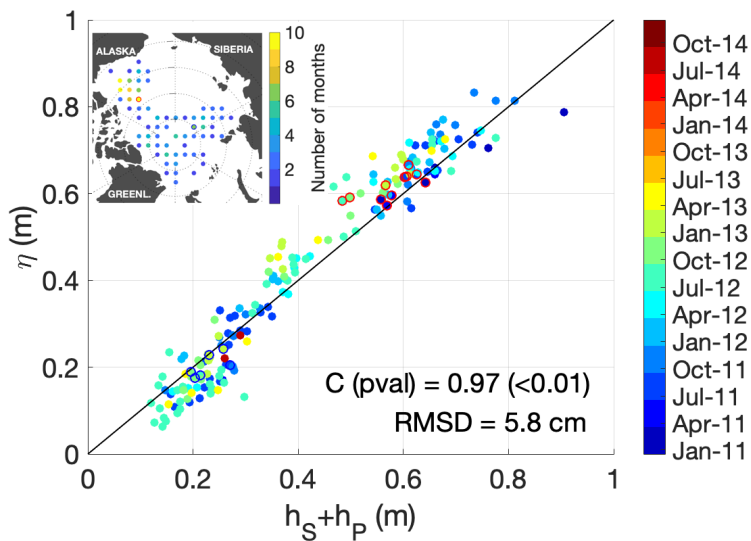 1
0.8
0.6
0.4
0.2
0
0
0.2
0.4
0.6
0.8
1
η (m)
hS+hP (m)
ALASKA
SIBERIA
GREENL.
10
8
6
4
2
Number of months
C (pval) = 0.97 (<0.01)
RMSD = 5.8 cm
Oct-14
Jul-14
Apr-14
Jan-14
Oct-13
Jul-13
Apr-13
Jan-13
Oct-12
Jul-12
Apr-12
Jan-12
Oct-11
Jul-11
Apr-11
Jan-11